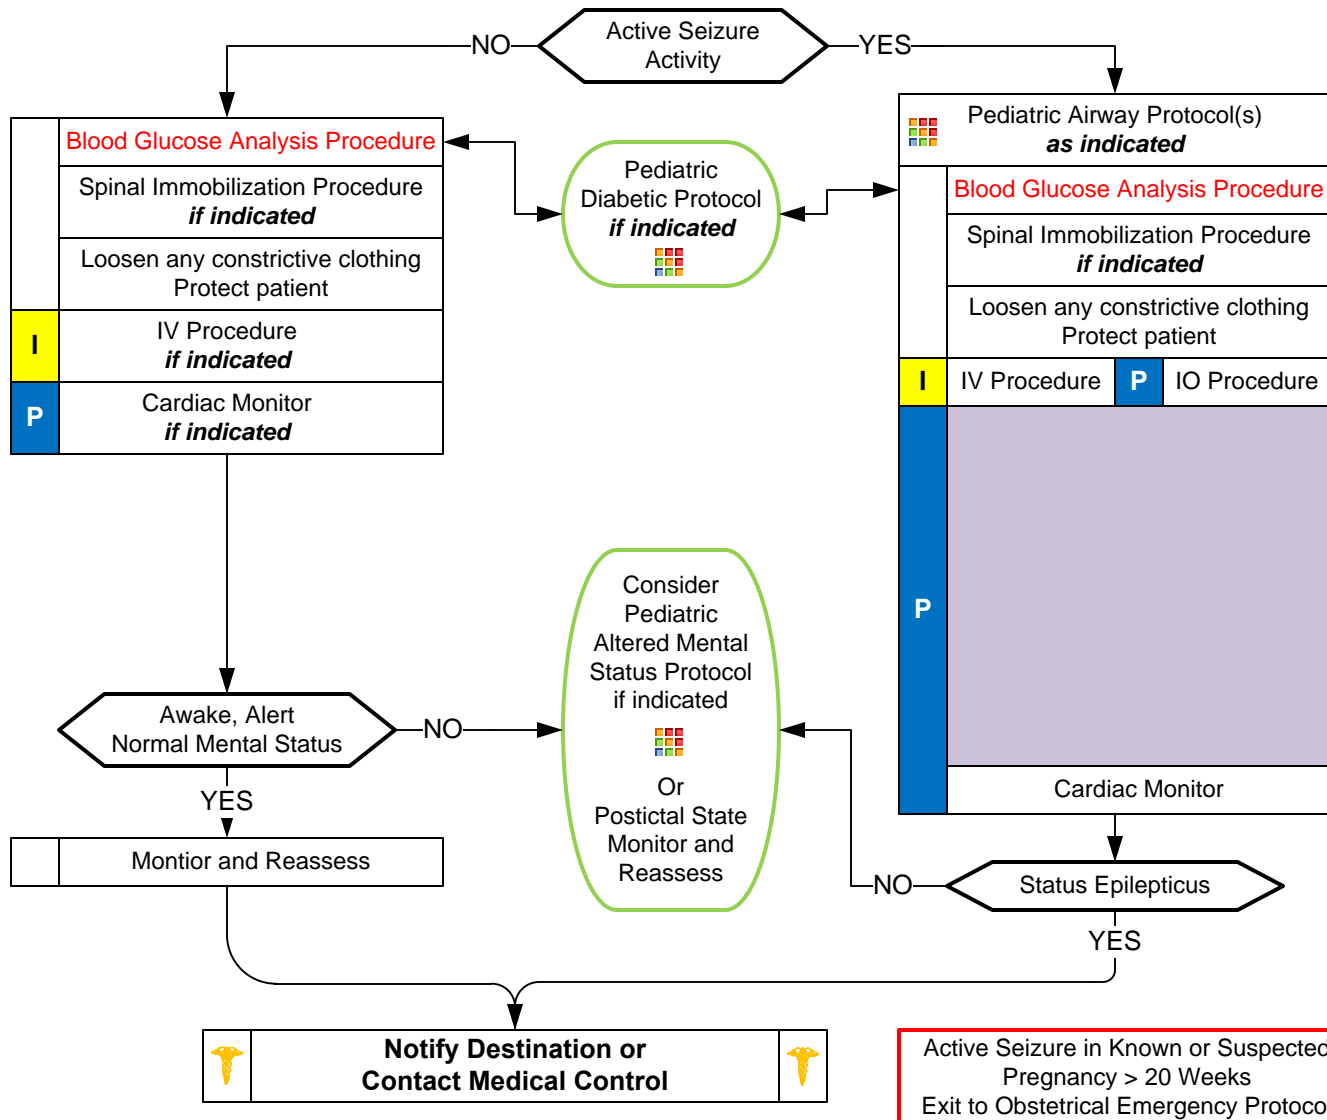 Active Seizure
Activity
NO
YES
Blood Glucose Analysis Procedure
Spinal Immobilization Procedure
if indicated
Loosen any constrictive clothing
Protect patient
I
IV Procedure
if indicated
P
Cardiac Monitor
if indicated
Pediatric
Diabetic Protocol
if indicated
Pediatric Airway Protocol(s)
as indicated
Blood Glucose Analysis Procedure
Spinal Immobilization Procedure
if indicated
Loosen any constrictive clothing
Protect patient
I
IV Procedure
P
IO Procedure
P
Cardiac Monitor
Awake, Alert
Normal Mental Status
NO
YES
Montior and Reassess
Consider
Pediatric
Altered Mental
Status Protocol
if indicated
Or
Postictal State
Monitor and
Reassess
Status Epilepticus
NO
YES
Notify Destination or
Contact Medical Control
Active Seizure in Known or Suspected
Pregnancy > 20 Weeks
Exit to Obstetrical Emergency Protocol